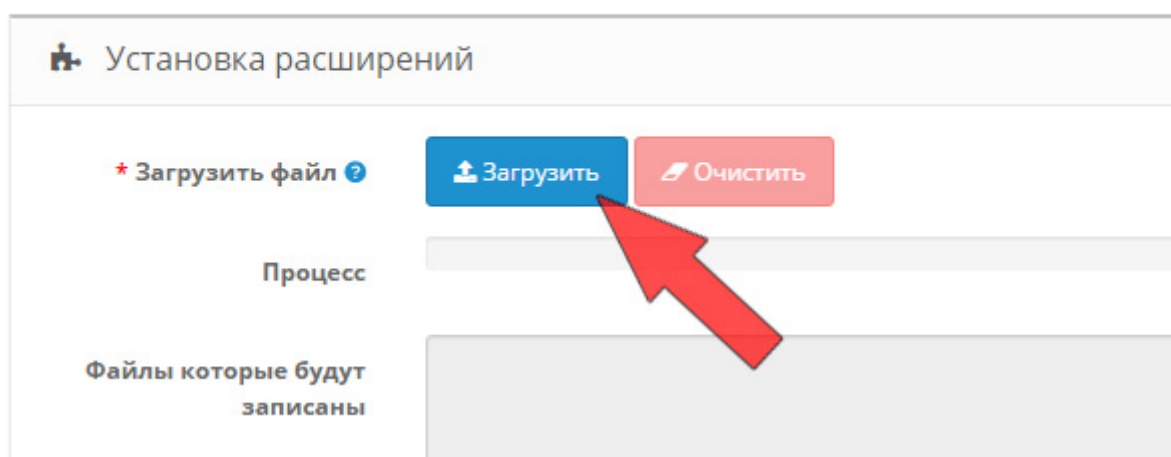 Установка расширений
* Загрузить файл ?
Загрузить
Очистить
Процесс
Файлы которые будут
записаны